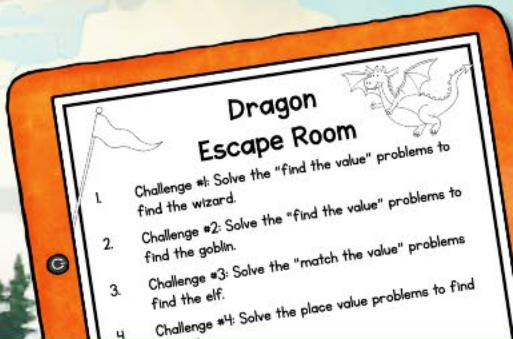 Dragon
Escape Room
1. Challenge #1: Solve the "find the value" problems to
find the wizard.
2. Challenge #2: Solve the "find the value" problems to
find the goblin.
3. Challenge #3: Solve the "match the value" problems
find the elf.
4 Challenge #4: Solve the place value problems to find